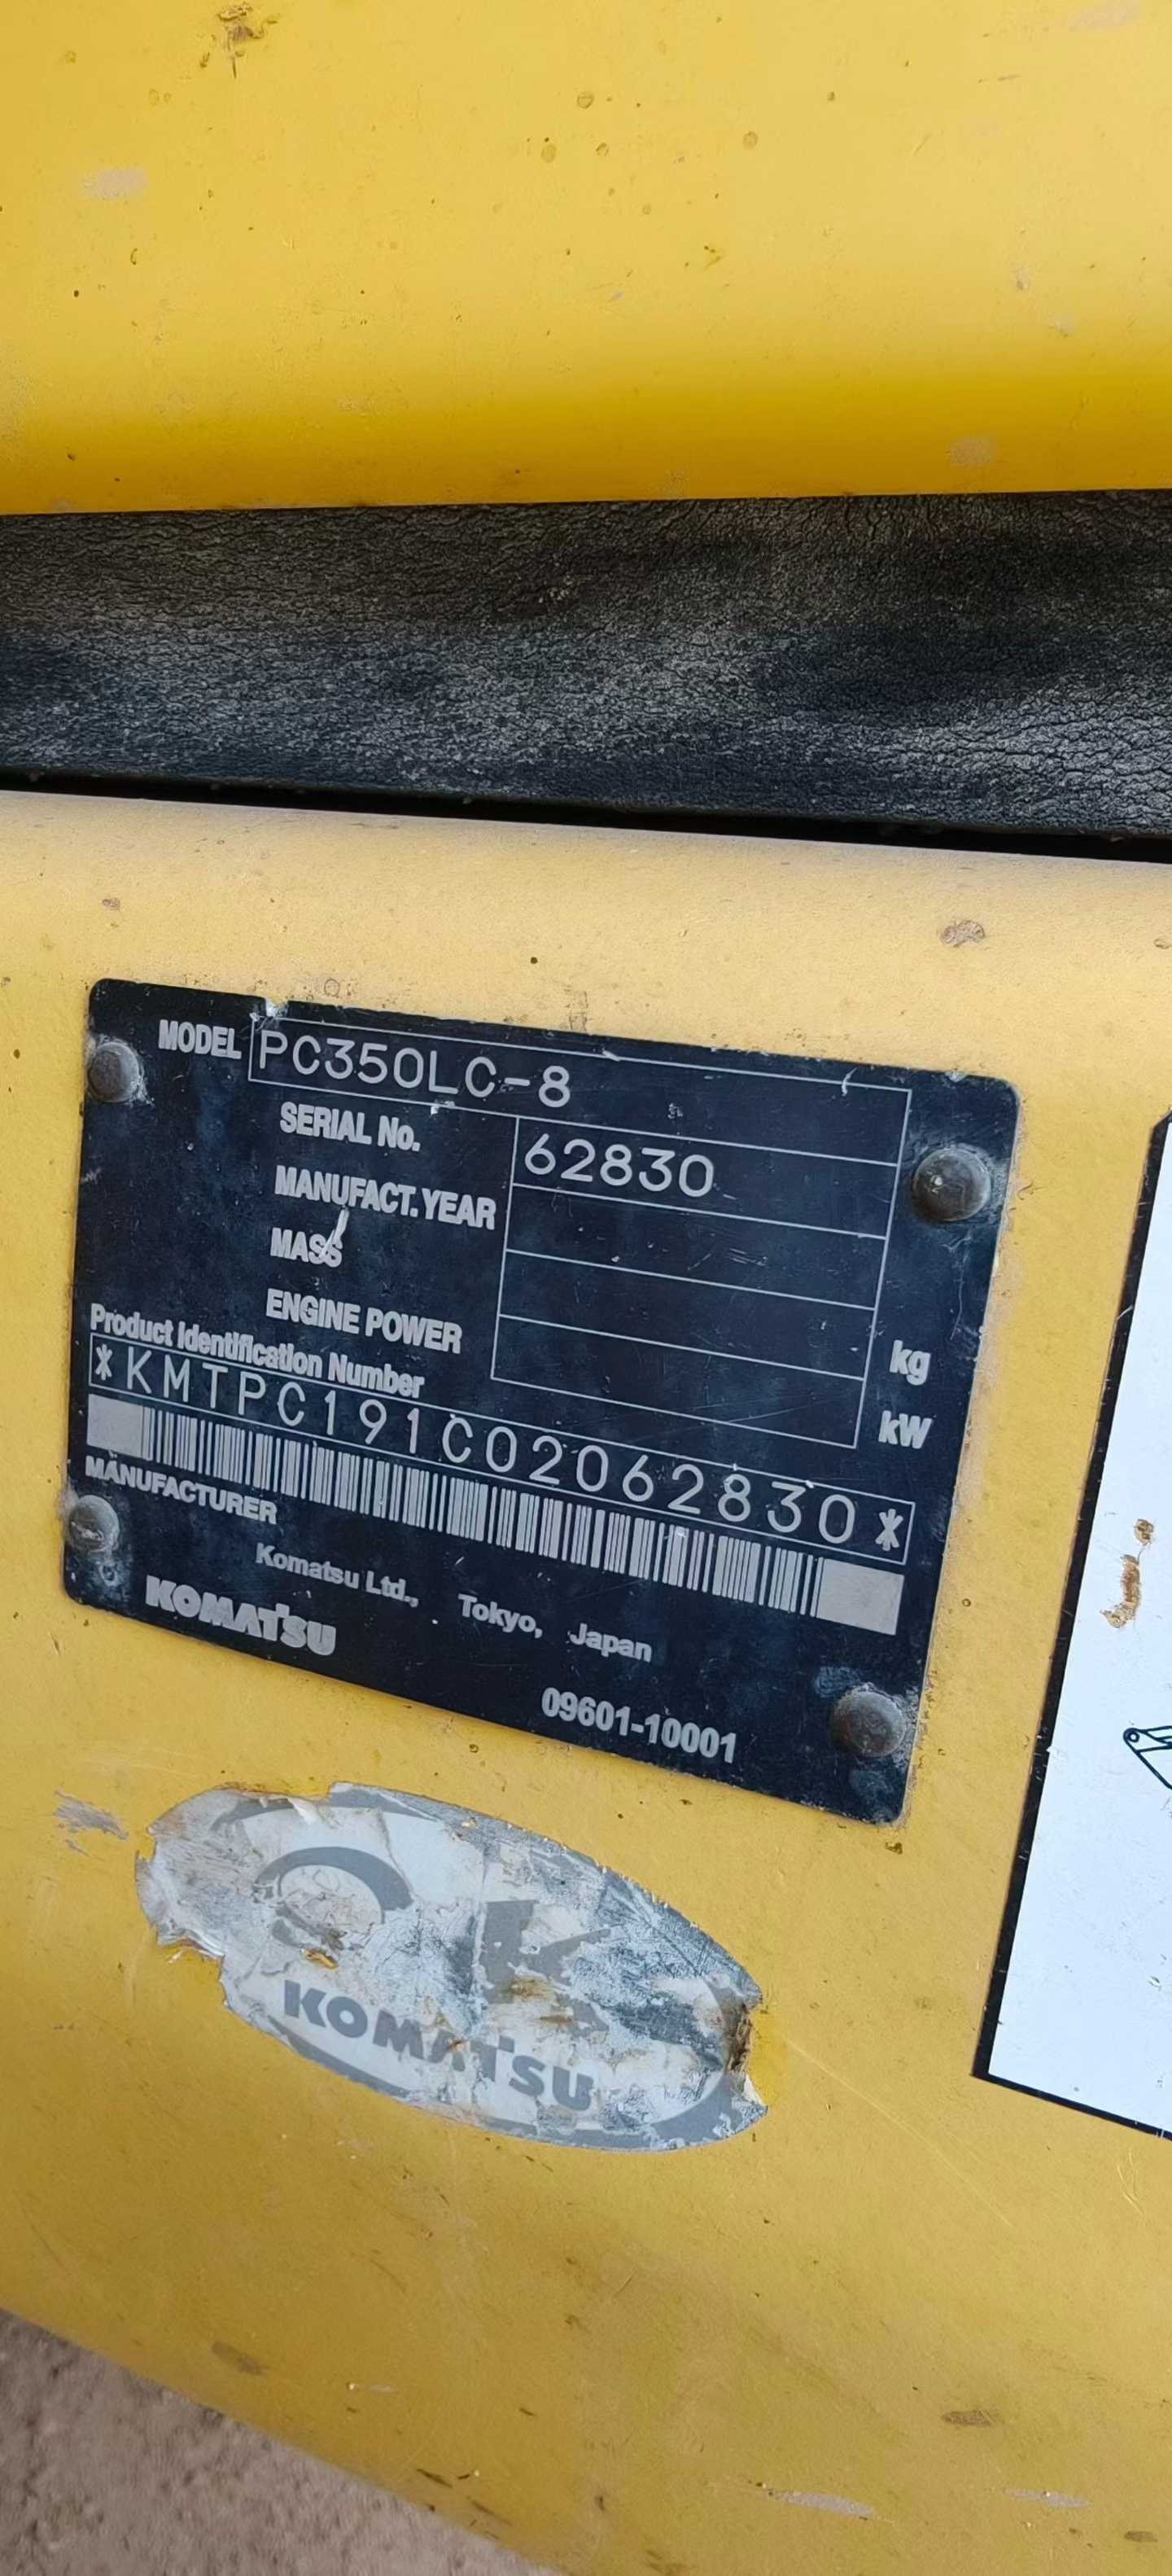 MODEL PC350LC-8
SERIAL No. 62830
MANUFACT. YEAR
MASS kg
ENGINE POWER kW
Product Identification Number
*KMTPC191C02062830*
MANUFACTURER
Komatsu Ltd., Tokyo, Japan
KOMATSU
09601-10001
OK
KOMATSU